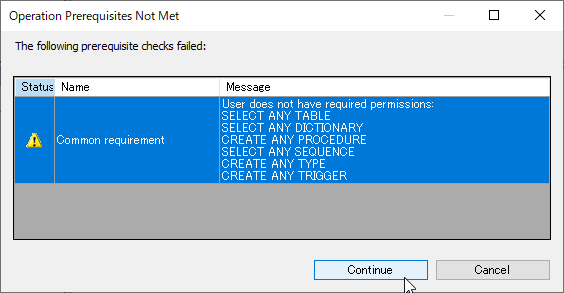 Operation Prerequisites Not Met
The following prerequisite checks failed:
Status Name Message
Common requirement
User does not have required permissions:
SELECT ANY TABLE
SELECT ANY DICTIONARY
CREATE ANY PROCEDURE
SELECT ANY SEQUENCE
CREATE ANY TYPE
CREATE ANY TRIGGER
Continue Cancel